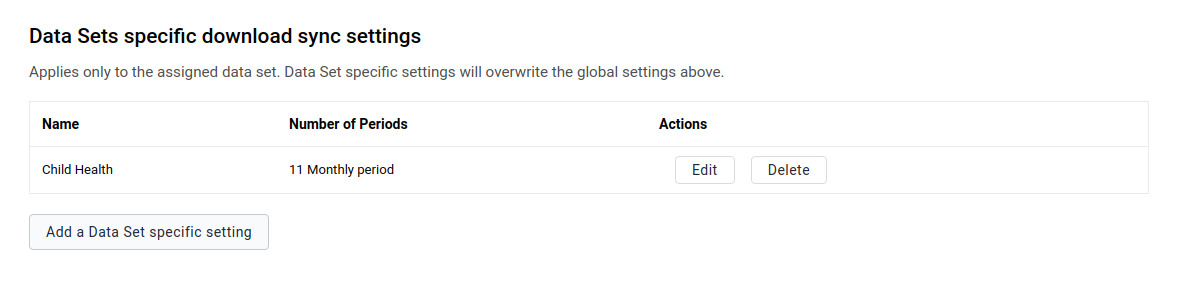 Data Sets specific download sync settings
Applies only to the assigned data set. Data Set specific settings will overwrite the global settings above.
Name Number of Periods Actions
Child Health 11 Monthly period Edit Delete
Add a Data Set specific setting